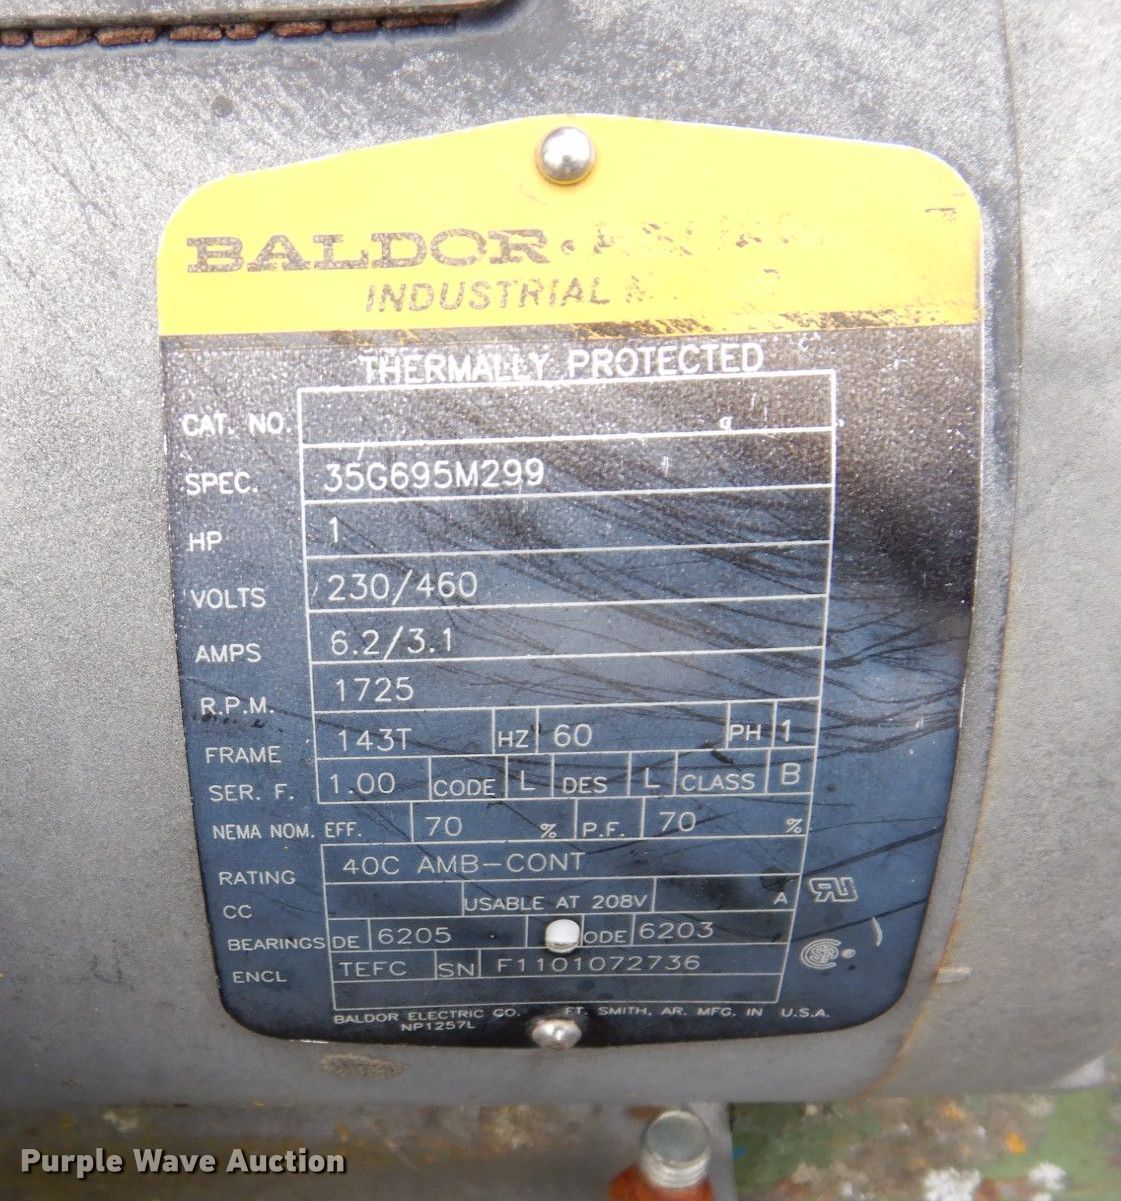 BALDOR •
INDUSTRIAL
THERMALLY PROTECTED
CAT. NO.
SPEC. 35G695M299
HP 1
VOLTS 230/460
AMPS 6.2/3.1
R.P.M. 1725
FRAME 143T HZ 60 PH 1
SER. F. 1.00 CODE L DES L CLASS B
NEMA NOM. EFF. 70 % P.F. 70 %
RATING 40C AMB-CONT
CC USABLE AT 208V A
BEARINGS DE 6205 ODE 6203
ENCL TEFC SN F1101072736
BALDOR ELECTRIC CO. FT. SMITH, AR. MFG. IN U.S.A.
NP1257L
Purple Wave Auction